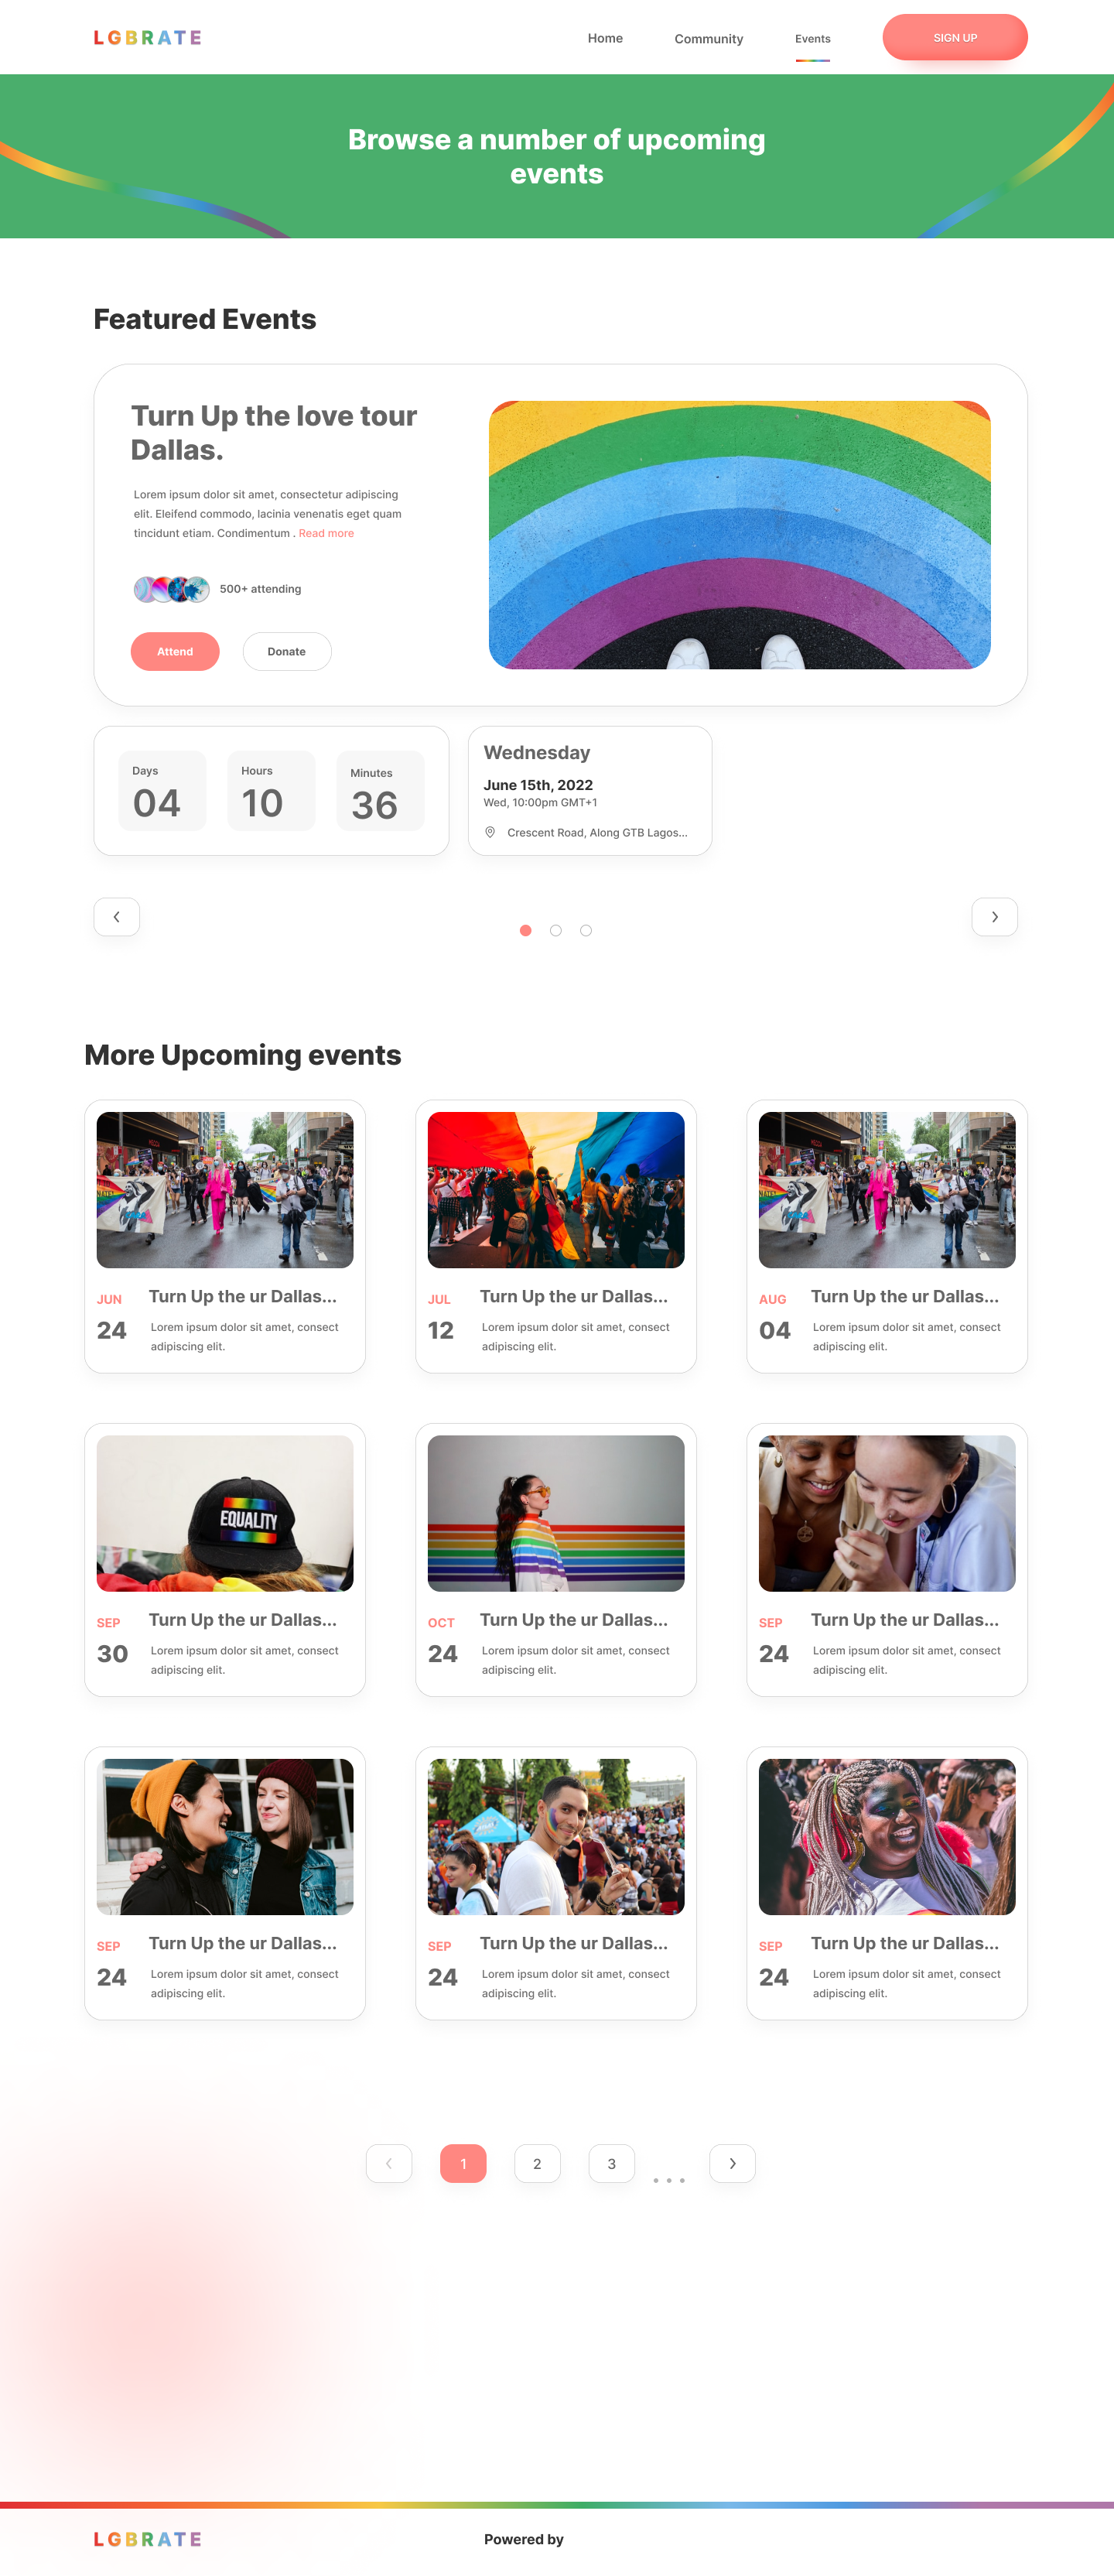 LGBRATE
Home
Community
Events
SIGN UP
Browse a number of upcoming
events
Featured Events
Turn Up the love tour
Dallas.
Lorem ipsum dolor sit amet, consectetur adipiscing
elit. Eleifend commodo, lacinia venenatis eget quam
tincidunt etiam. Condimentum . Read more
500+ attending
Attend
Donate
Days
04
Hours
10
Minutes
36
Wednesday
June 15th, 2022
Wed, 10:00pm GMT+1
Crescent Road, Along GTB Lagos...
More Upcoming events
JUN
24
Turn Up the ur Dallas...
Lorem ipsum dolor sit amet, consect
adipiscing elit.
JUL
12
Turn Up the ur Dallas...
Lorem ipsum dolor sit amet, consect
adipiscing elit.
AUG
04
Turn Up the ur Dallas...
Lorem ipsum dolor sit amet, consect
adipiscing elit.
EQUALITY
SEP
30
Turn Up the ur Dallas...
Lorem ipsum dolor sit amet, consect
adipiscing elit.
OCT
24
Turn Up the ur Dallas...
Lorem ipsum dolor sit amet, consect
adipiscing elit.
SEP
24
Turn Up the ur Dallas...
Lorem ipsum dolor sit amet, consect
adipiscing elit.
SEP
24
Turn Up the ur Dallas...
Lorem ipsum dolor sit amet, consect
adipiscing elit.
SEP
24
Turn Up the ur Dallas...
Lorem ipsum dolor sit amet, consect
adipiscing elit.
SEP
24
Turn Up the ur Dallas...
Lorem ipsum dolor sit amet, consect
adipiscing elit.
1
2
3
LGBRATE
Powered by